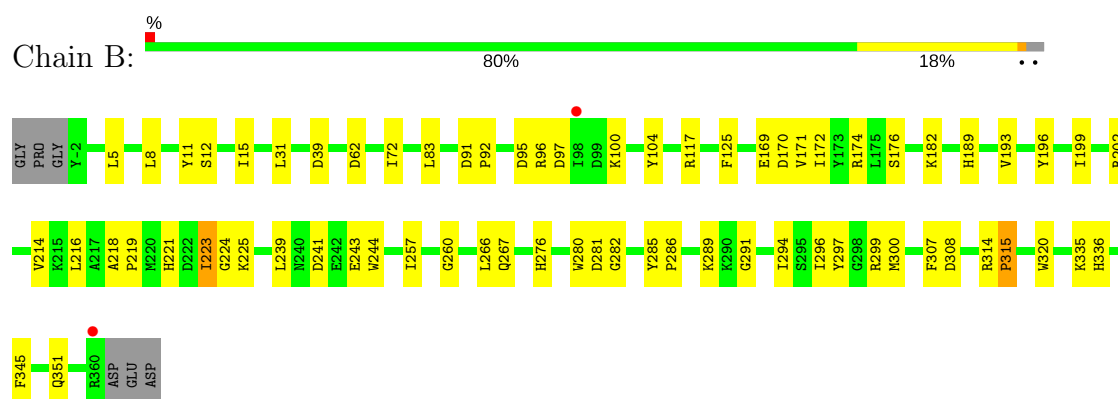 %
Chain B:
80% 18% • •
GLY PRO GLY Y-2 L5 L8 Y11 S12 I15 L31 D39 D62 I72 L83 D91 P92 D95 R96 D97 I98 D99 K100 Y104 R117 F125 E169 D170 V171 I172 Y173 R174 L175 S176 K182 H189 V193 Y196 I199
V214 K215 L216 A217 A218 P219 M220 H221 D222 I223 G224 K225 L239 N240 D241 E242 E243 W244 I257 G260 L266 Q267 H276 W280 D281 G282 Y285 P286 K289 K290 G291 I294 S295 I296 Y297 G298 R299 M300 F307 D308 R314 P315 W320 K335 H336
F345 Q351 R360 ASP GLU ASP